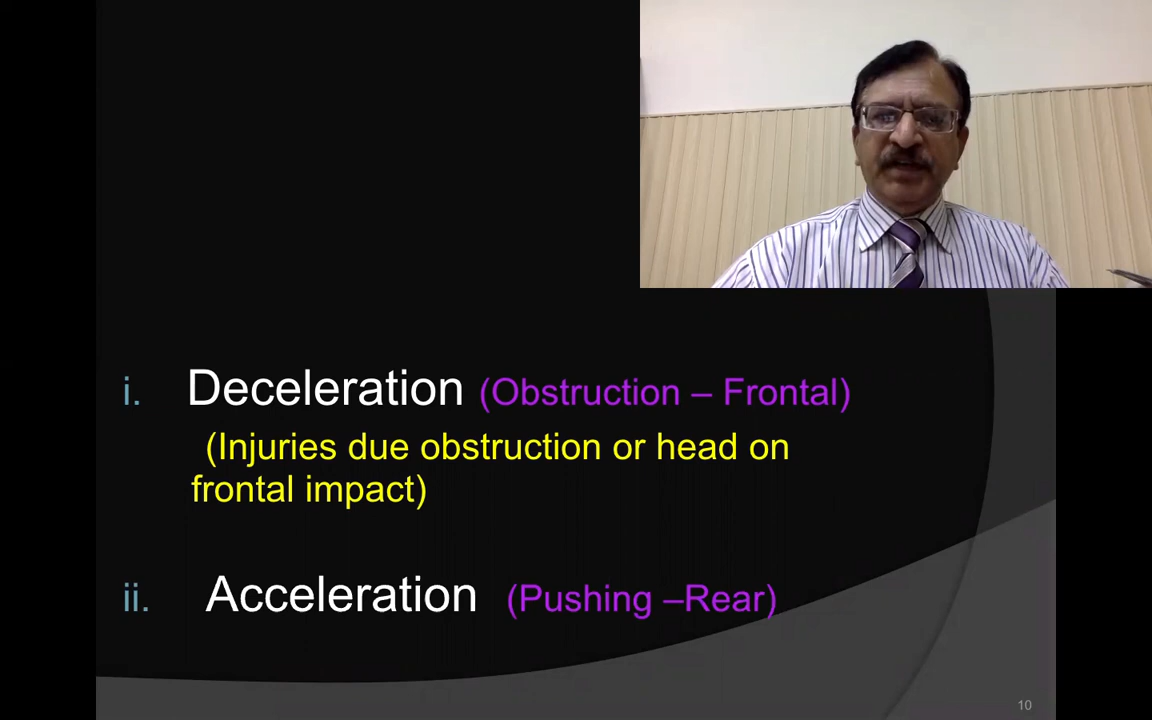 i. Deceleration (Obstruction – Frontal)
(Injuries due obstruction or head on
frontal impact)
ii. Acceleration (Pushing –Rear)
10